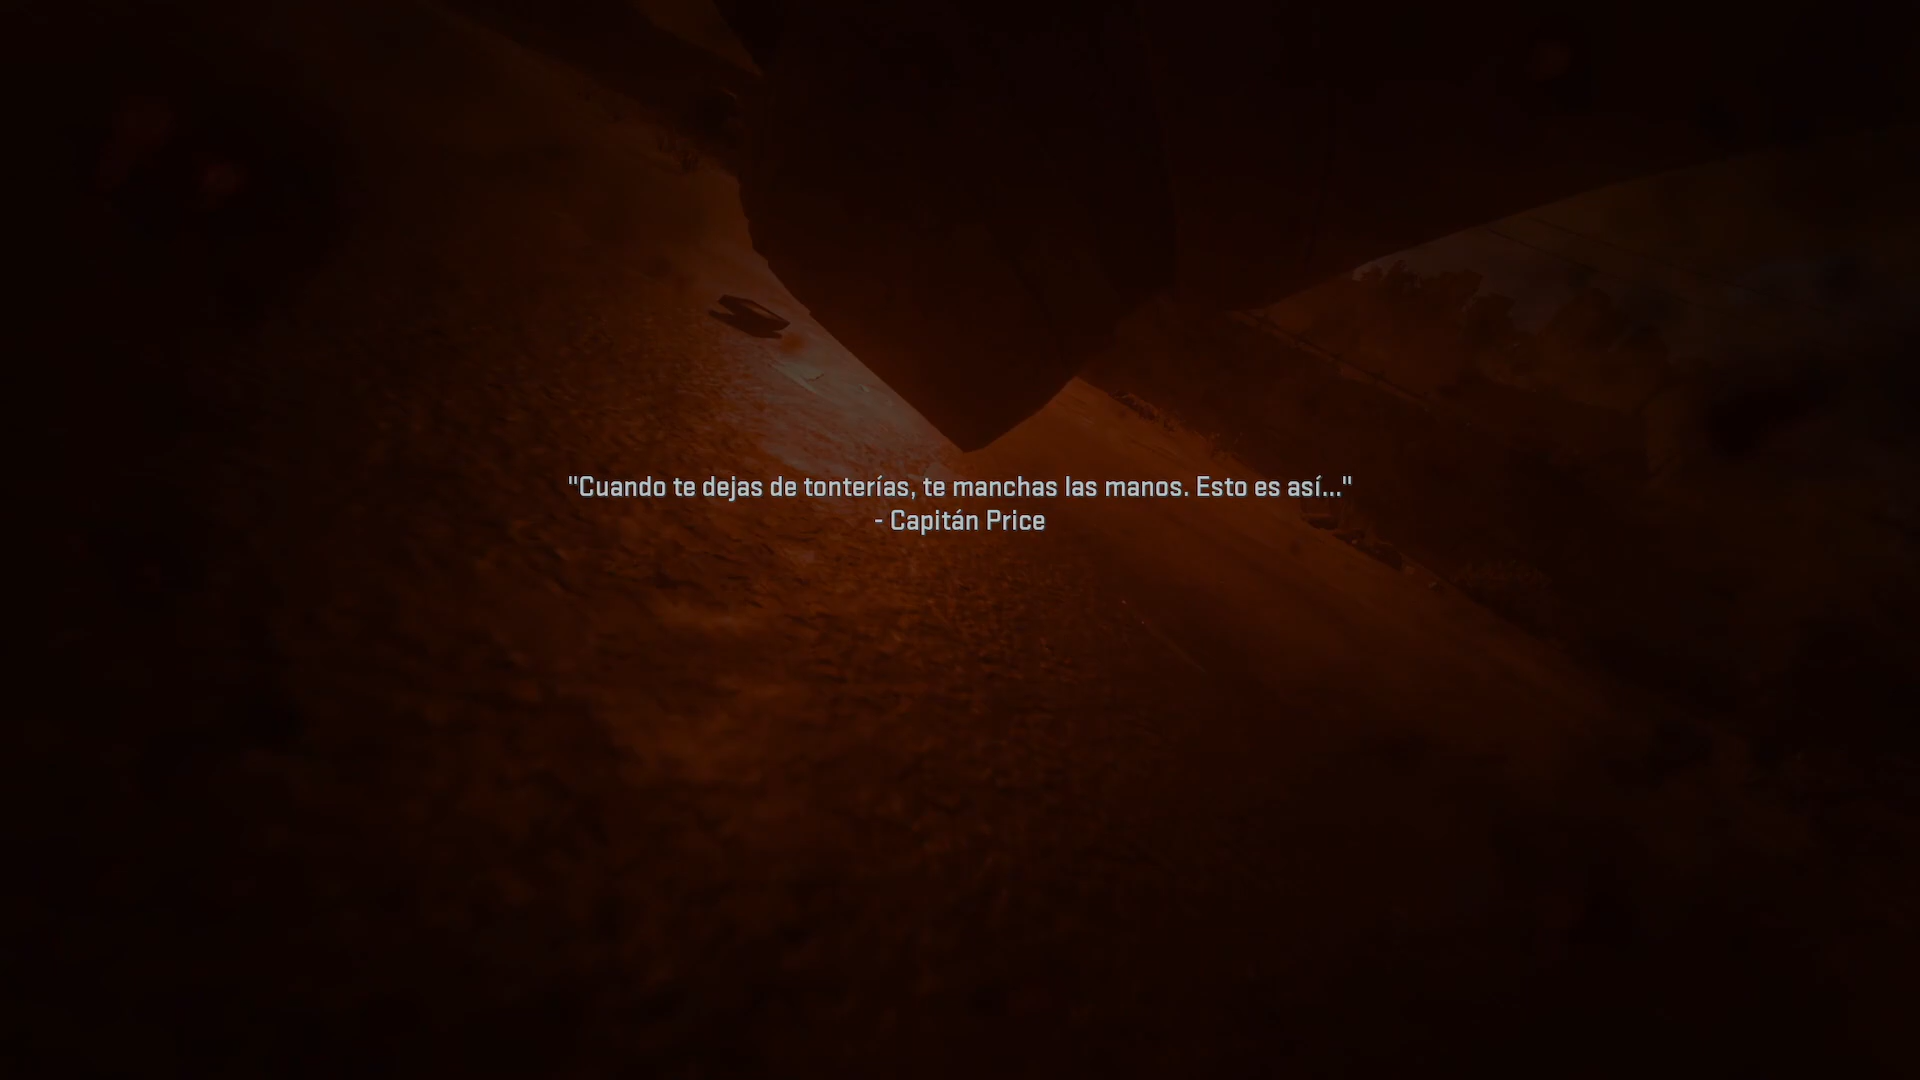 "Cuando te dejas de tonterías, te manchas las manos. Esto es así..."
- Capitán Price